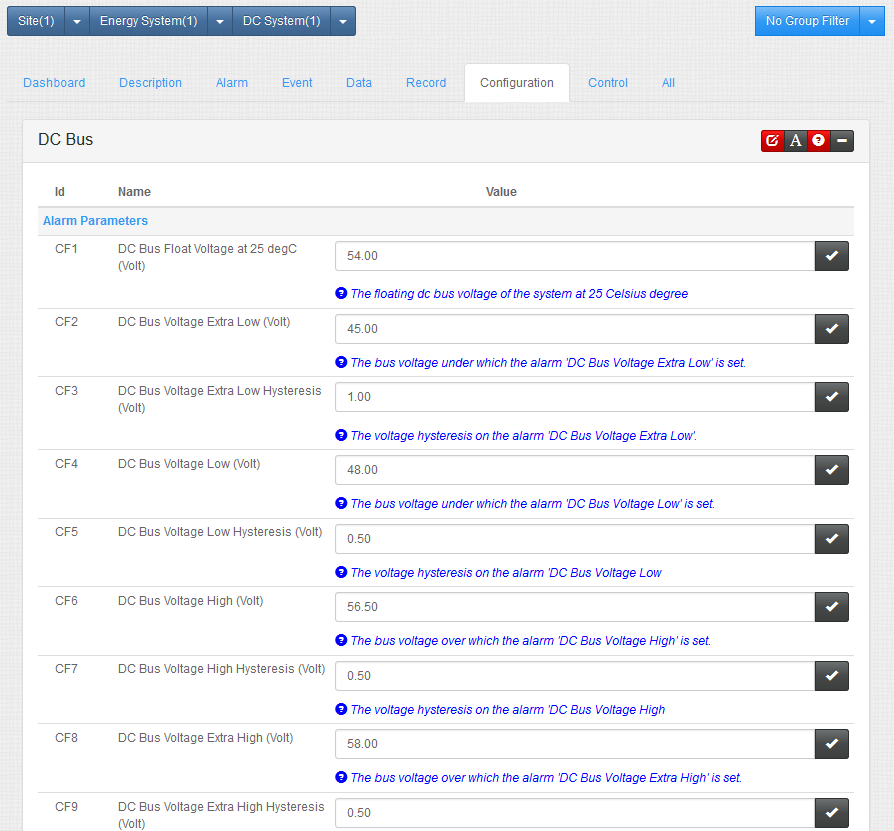 Site(1) Energy System(1) DC System(1) No Group Filter
Dashboard Description Alarm Event Data Record Configuration Control All
DC Bus
A
Id Name Value
Alarm Parameters
CF1 DC Bus Float Voltage at 25 degC
(Volt)
54.00
The floating dc bus voltage of the system at 25 Celsius degree
CF2 DC Bus Voltage Extra Low (Volt)
45.00
The bus voltage under which the alarm 'DC Bus Voltage Extra Low' is set.
CF3 DC Bus Voltage Extra Low Hysteresis
(Volt)
1.00
The voltage hysteresis on the alarm 'DC Bus Voltage Extra Low'.
CF4 DC Bus Voltage Low (Volt)
48.00
The bus voltage under which the alarm 'DC Bus Voltage Low' is set.
CF5 DC Bus Voltage Low Hysteresis (Volt)
0.50
The voltage hysteresis on the alarm 'DC Bus Voltage Low
CF6 DC Bus Voltage High (Volt)
56.50
The bus voltage over which the alarm 'DC Bus Voltage High' is set.
CF7 DC Bus Voltage High Hysteresis (Volt)
0.50
The voltage hysteresis on the alarm 'DC Bus Voltage High
CF8 DC Bus Voltage Extra High (Volt)
58.00
The bus voltage over which the alarm 'DC Bus Voltage Extra High' is set.
CF9 DC Bus Voltage Extra High Hysteresis
(Volt)
0.50